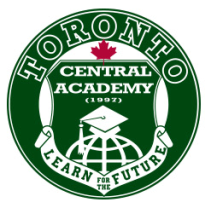 TORONTO
CENTRAL
ACADEMY
(1997)
LEARN FOR THE FUTURE